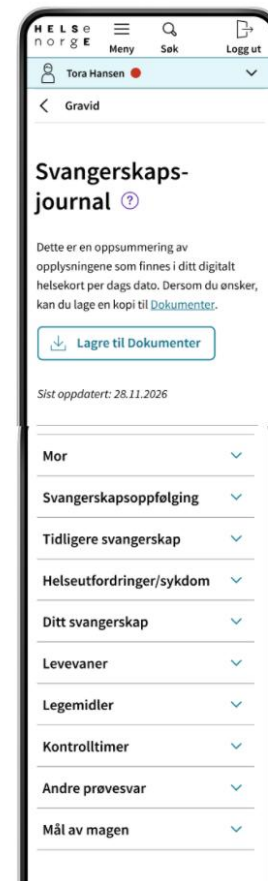 HELSe
norgE
Meny
Søk
Logg ut
Tora Hansen
Gravid
Svangerskaps-
journal ?
Dette er en oppsummering av
opplysningene som finnes i ditt digitalt
helsekort per dags dato. Dersom du ønsker,
kan du lage en kopi til Dokumenter.
Lagre til Dokumenter
Sist oppdatert: 28.11.2026
Mor
Svangerskapsoppfølging
Tidligere svangerskap
Helseutfordringer/sykdom
Ditt svangerskap
Levevaner
Legemidler
Kontrolltimer
Andre prøvesvar
Mål av magen